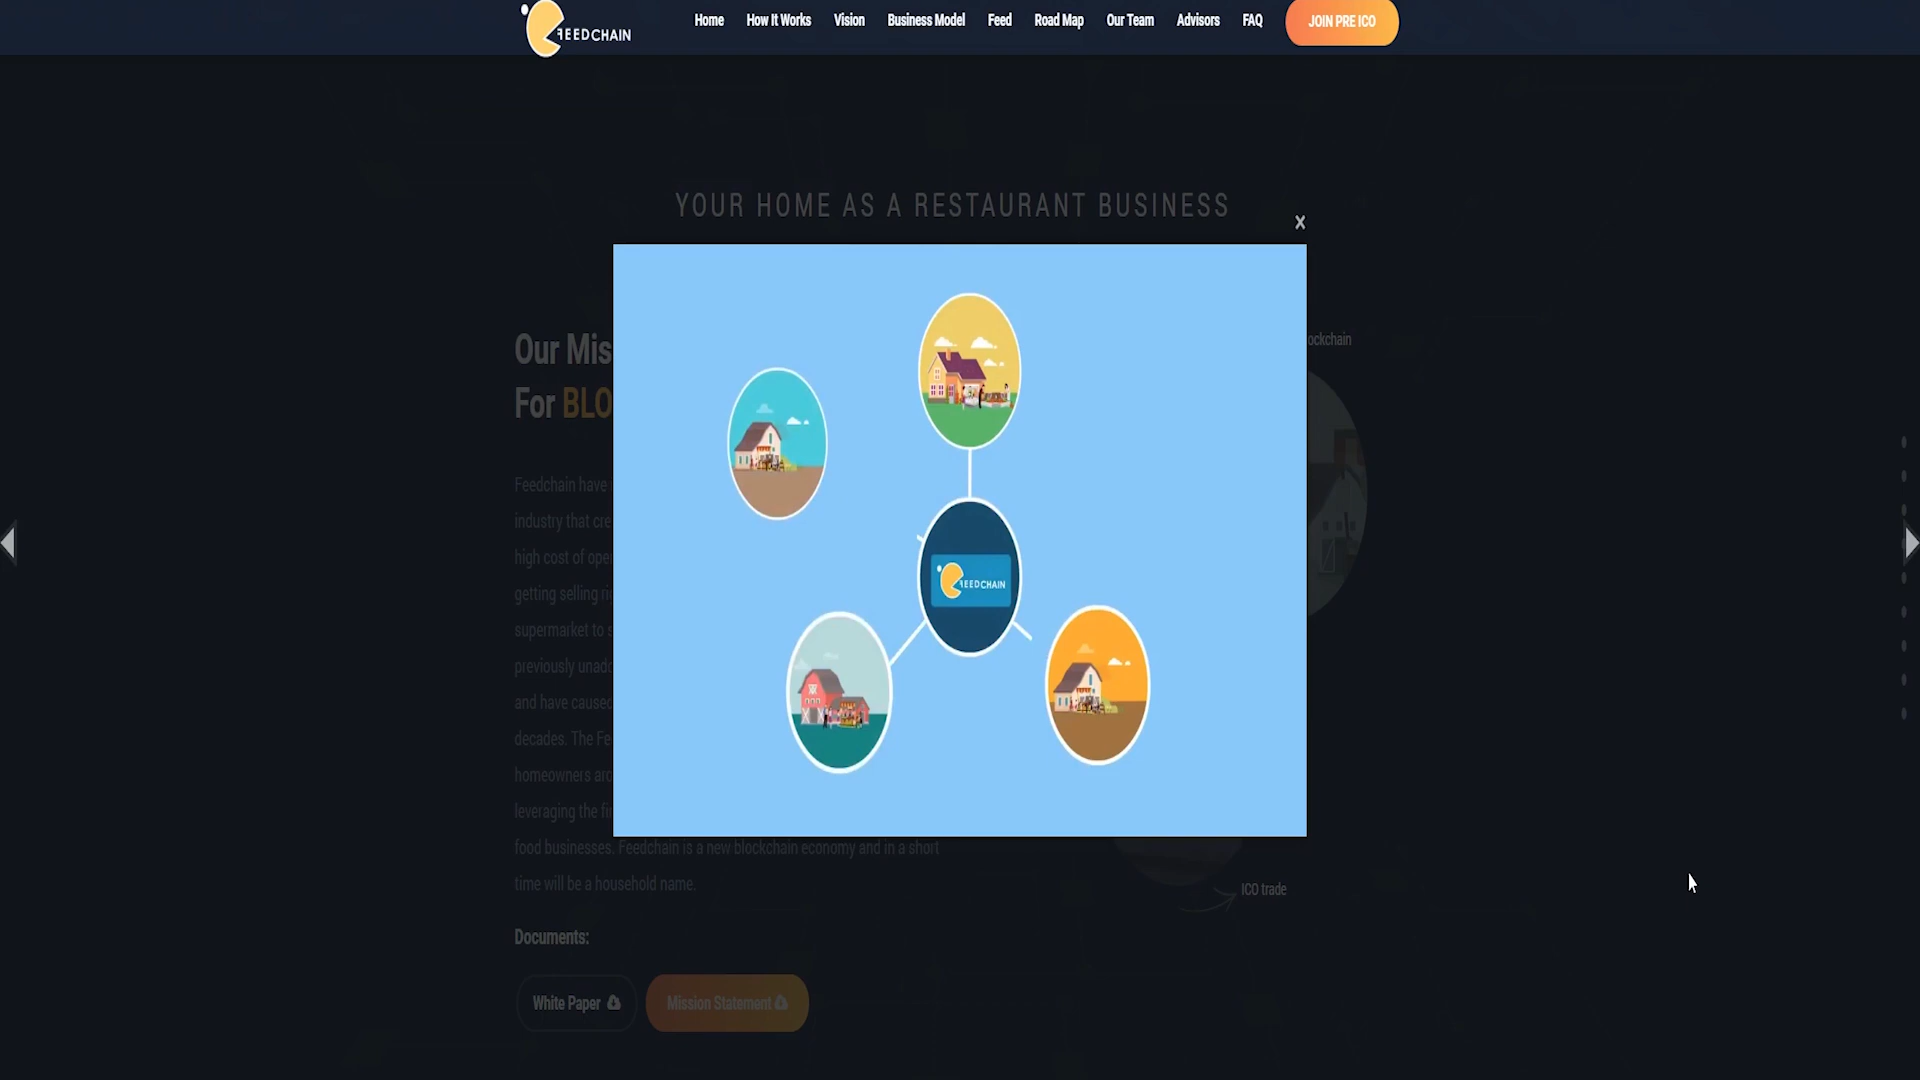 FEEDCHAIN
Home How It Works Vision Business Model Feed Road Map Our Team Advisors FAQ JOIN PRE ICO
YOUR HOME AS A RESTAURANT BUSINESS
x
Our Mis
For BLO
ockchain
Feedchain have
industry that cre
high cost of ope
getting selling
supermarket to
previously
and have caused
decades. The Fe
homeowners
leveraging the
food businesses. Feedchain is a new blockchain economy and in a short
time will be a household name.
FEEDCHAIN
ICO trade
Documents:
White Paper
Mission Statement